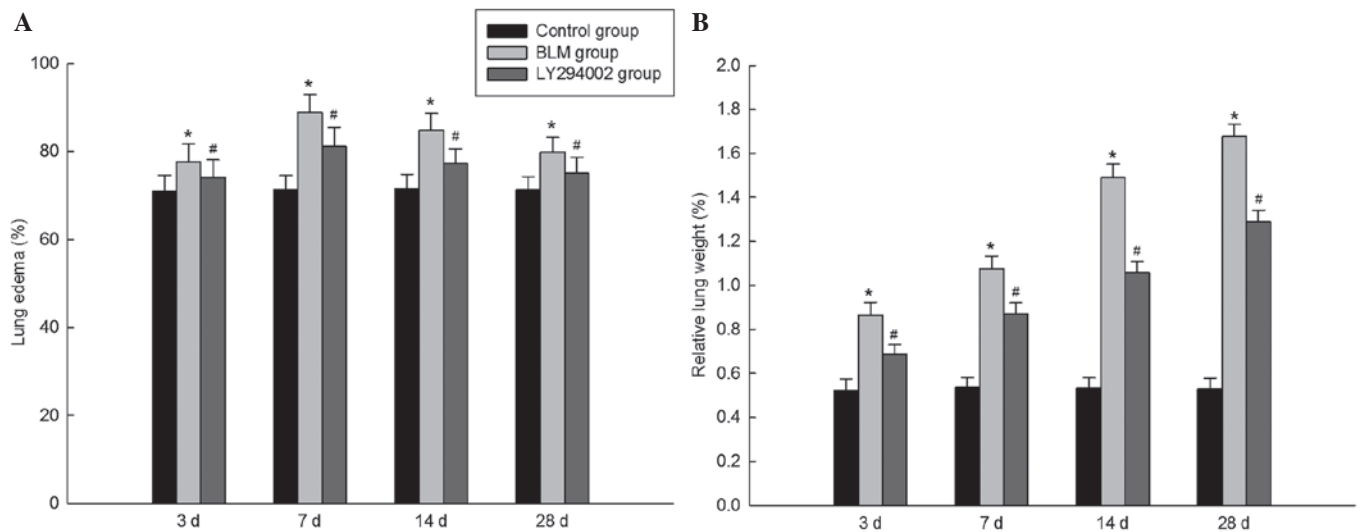 A
Control group
BLM group
LY294002 group
Lung edema (%)
100
80
60
40
20
0
* # * # * # * #
3 d 7 d 14 d 28 d
B
Relative lung weight (%)
2.0
1.8
1.6
1.4
1.2
1.0
0.8
0.6
0.4
0.2
0.0
* # * # * # * #
3 d 7 d 14 d 28 d